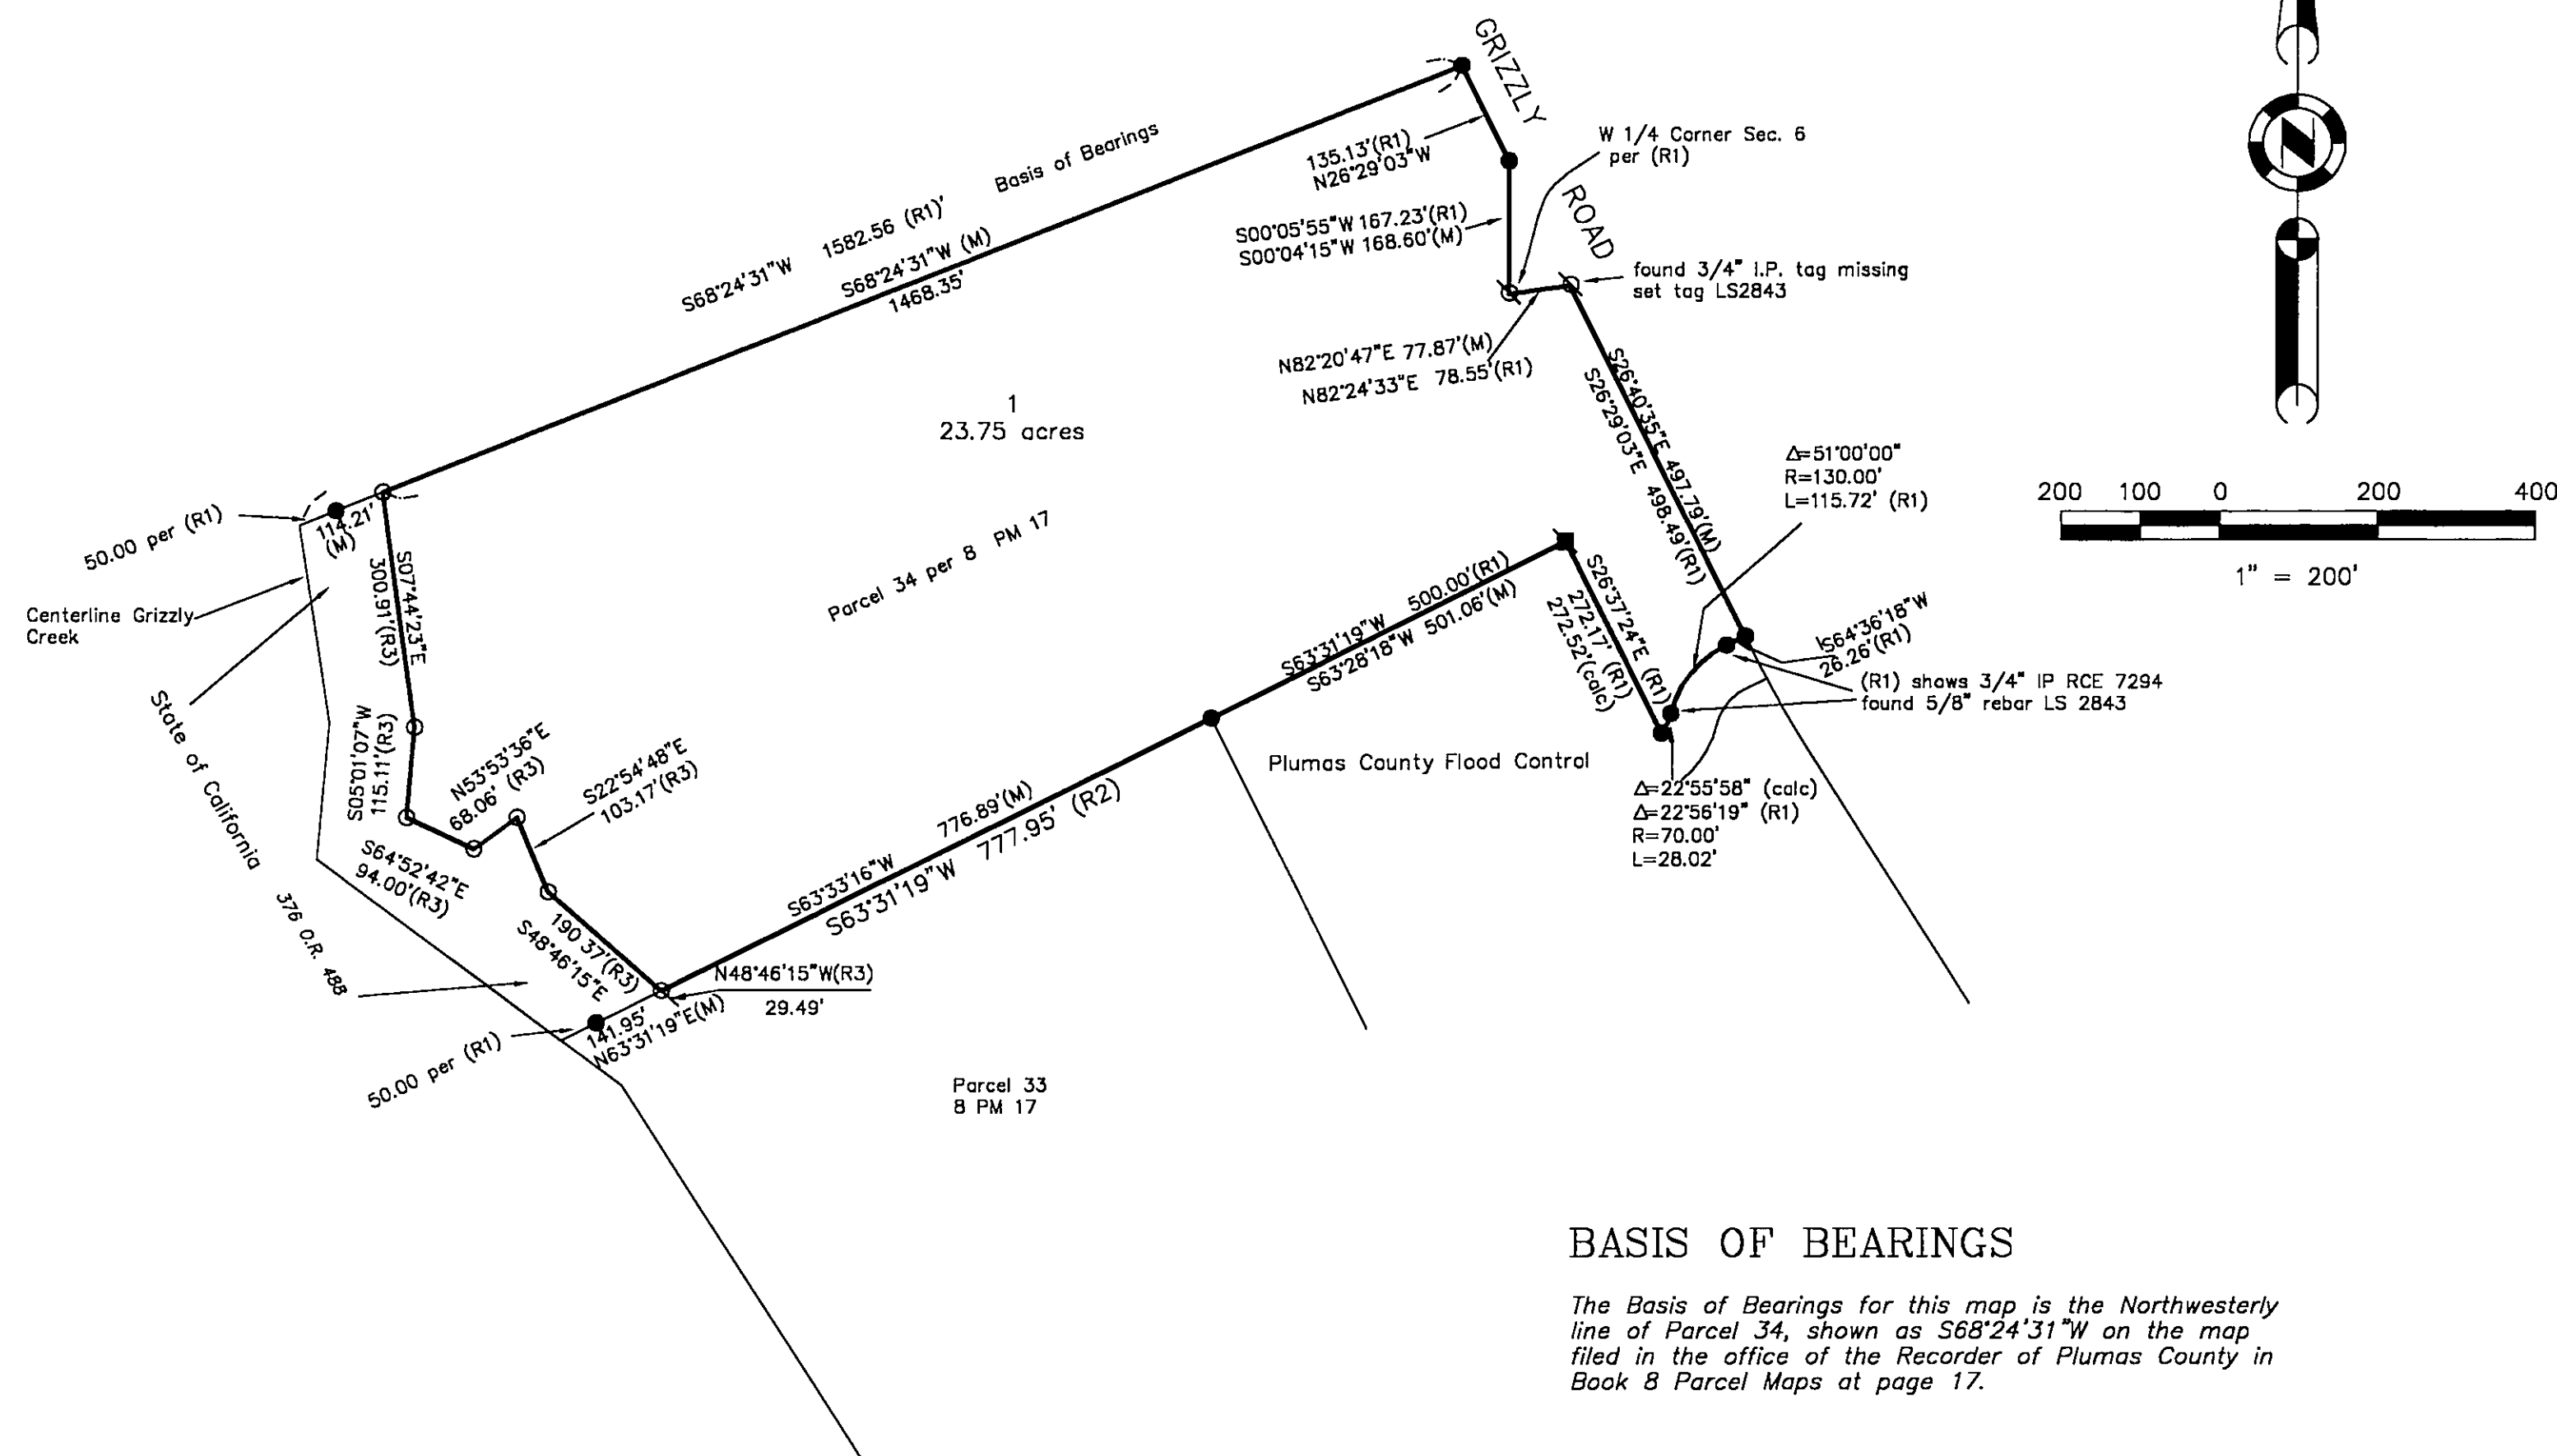 GRIZZLY
ROAD
N
S68°24'31"W 1582.56 (R1)' Basis of Bearings
S68°24'31"W (M)
1468.35'
135.13'(R1)
N26°29'03"W
W 1/4 Corner Sec. 6
per (R1)
S00°05'55"W 167.23'(R1)
S00°04'15"W 168.60'(M)
found 3/4" I.P. tag missing
set tag LS2843
N82°20'47"E 77.87'(M)
N82°24'33"E 78.55'(R1)
S26°40'35"E 497.79'(M)
S26°29'03"E 498.49'(R1)
1
23.75 acres
Δ=51°00'00"
R=130.00'
L=115.72' (R1)
200 100 0 200 400
1" = 200'
50.00 per (R1)
114.21'
(M)
Parcel 34 per 8 PM 17
Centerline Grizzly
Creek
S07°44'23"E
300.91'(R3)
S63°31'19"W 500.00'(R1)
S63°28'18"W 501.06'(M)
S26°37'24"E (R1)
272.17' (R1)
272.52'(calc)
S64°36'18"W
26.26'(R1)
(R1) shows 3/4" IP RCE 7294
found 5/8" rebar LS 2843
State of California 376 O.R. 488
S05°01'07"W
115.11'(R3)
N53°53'36"E
68.06' (R3)
S22°54'48"E
103.17'(R3)
Plumas County Flood Control
Δ=22°55'58" (calc)
Δ=22°56'19" (R1)
R=70.00'
L=28.02'
S64°52'42"E
94.00'(R3)
S63°33'16"W 776.89'(M)
S63°31'19"W 777.95' (R2)
190.37'(R3)
S48°46'15"E
N48°46'15"W(R3)
29.49'
141.95'
N63°31'19"E(M)
50.00 per (R1)
Parcel 33
8 PM 17
BASIS OF BEARINGS
The Basis of Bearings for this map is the Northwesterly
line of Parcel 34, shown as S68°24'31"W on the map
filed in the office of the Recorder of Plumas County in
Book 8 Parcel Maps at page 17.